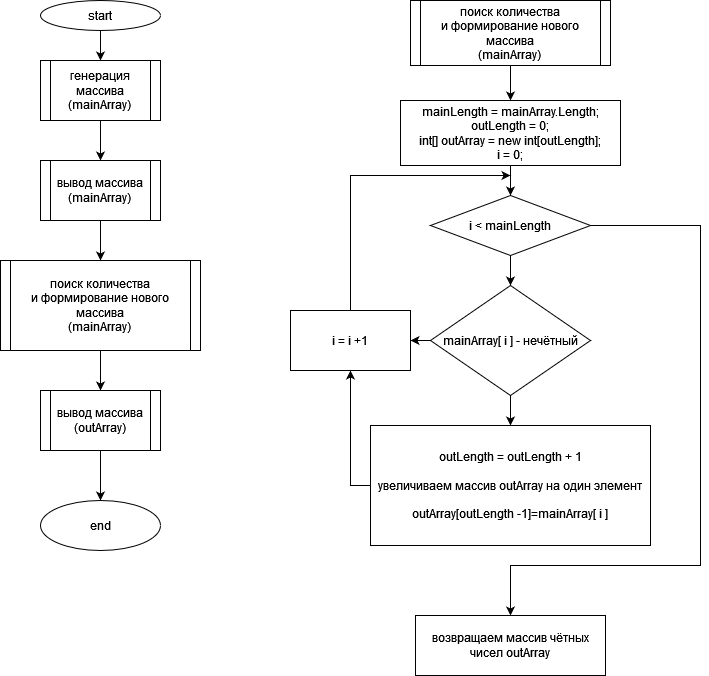 start
генерация
массива
(mainArray)
вывод массива
(mainArray)
поиск количества
и формирование нового
массива
(mainArray)
вывод массива
(outArray)
end
поиск количества
и формирование нового
массива
(mainArray)
mainLength = mainArray.Length;
outLength = 0;
int[] outArray = new int[outLength];
i = 0;
i < mainLength
mainArray[ i ] - нечётный
i = i +1
outLength = outLength + 1
увеличиваем массив outArray на один элемент
outArray[outLength -1]=mainArray[ i ]
возвращаем массив чётных
чисел outArray